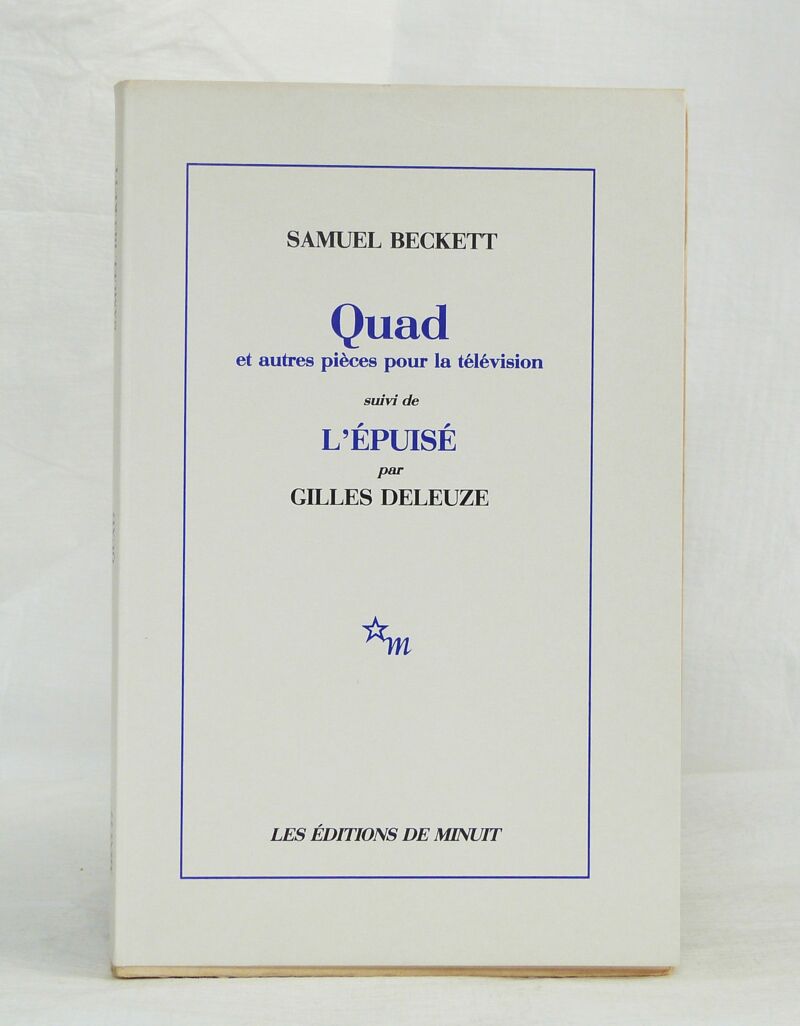 SAMUEL BECKETT
Quad
et autres pièces pour la télévision
suivi de
L'ÉPUISÉ
par
GILLES DELEUZE
m
LES ÉDITIONS DE MINUIT